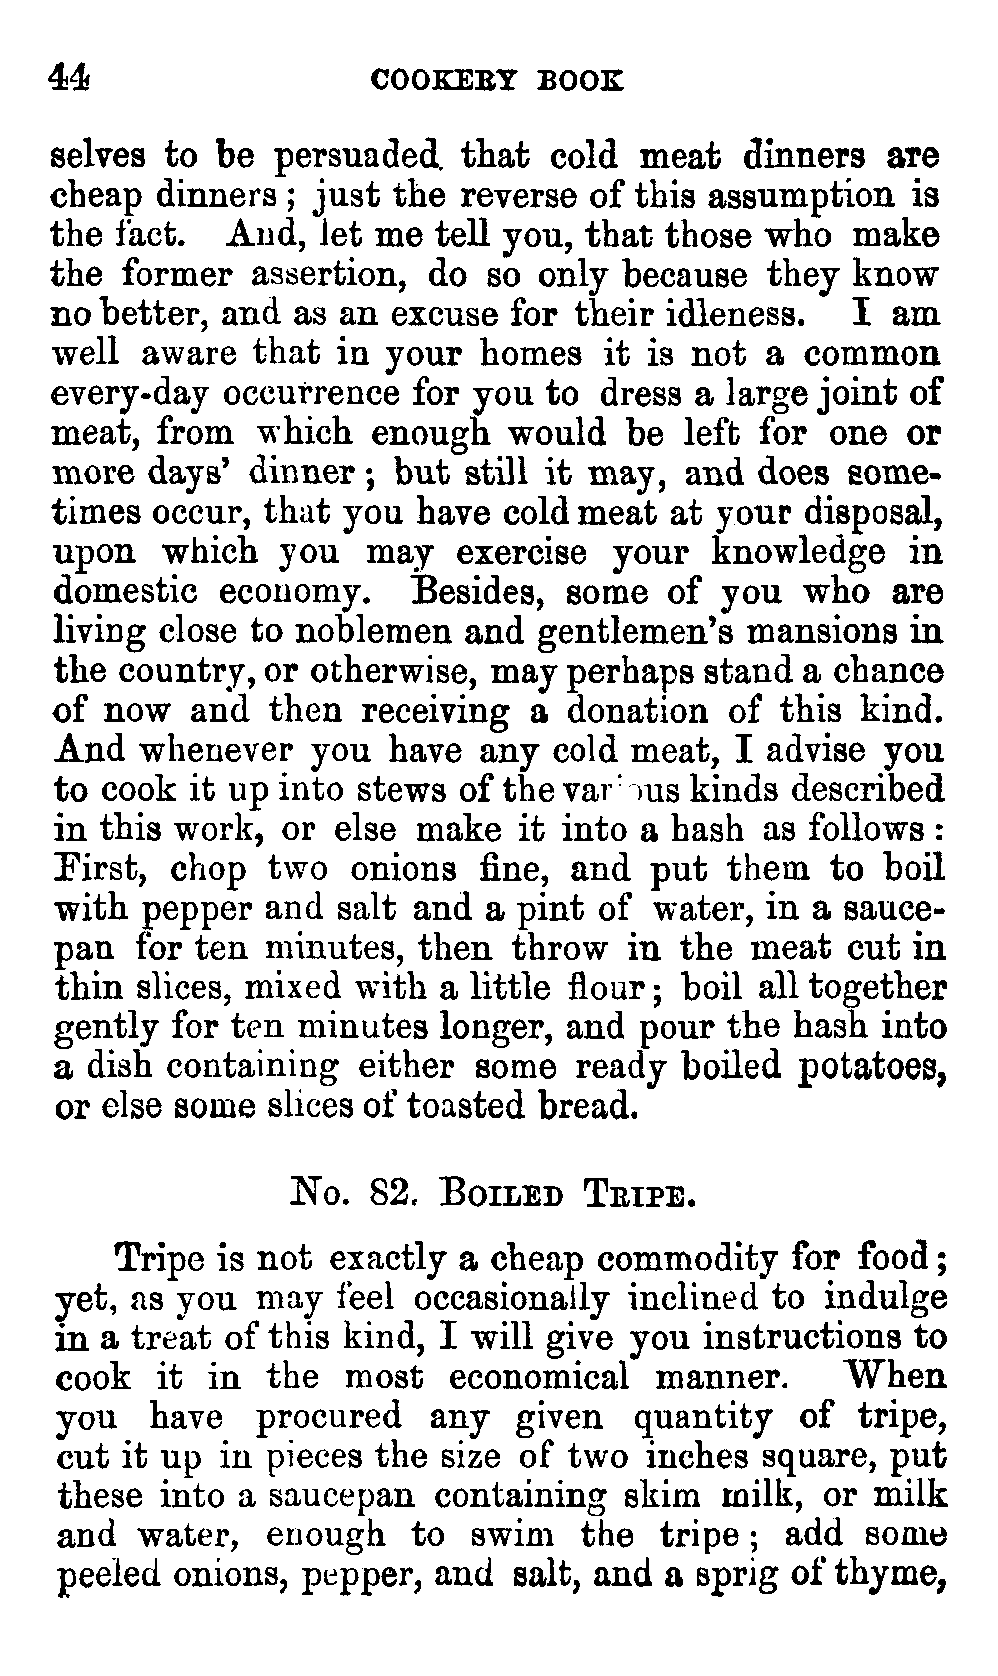 44 COOKERY BOOK
selves to be persuaded that cold meat dinners are
cheap dinners; just the reverse of this assumption is
the fact. And, let me tell you, that those who make
the former assertion, do so only because they know
no better, and as an excuse for their idleness. I am
well aware that in your homes it is not a common
every-day occurrence for you to dress a large joint of
meat, from which enough would be left for one or
more days' dinner; but still it may, and does some-
times occur, that you have cold meat at your disposal,
upon which you may exercise your knowledge in
domestic economy. Besides, some of you who are
living close to noblemen and gentlemen's mansions in
the country, or otherwise, may perhaps stand a chance
of now and then receiving a donation of this kind.
And whenever you have any cold meat, I advise you
to cook it up into stews of the various kinds described
in this work, or else make it into a hash as follows:
First, chop two onions fine, and put them to boil
with pepper and salt and a pint of water, in a sauce-
pan for ten minutes, then throw in the meat cut in
thin slices, mixed with a little flour; boil all together
gently for ten minutes longer, and pour the hash into
a dish containing either some ready boiled potatoes,
or else some slices of toasted bread.
No. 82. Boiled Tripe.
Tripe is not exactly a cheap commodity for food;
yet, as you may feel occasionally inclined to indulge
in a treat of this kind, I will give you instructions to
cook it in the most economical manner. When
you have procured any given quantity of tripe,
cut it up in pieces the size of two inches square, put
these into a saucepan containing skim milk, or milk
and water, enough to swim the tripe; add some
peeled onions, pepper, and salt, and a sprig of thyme,